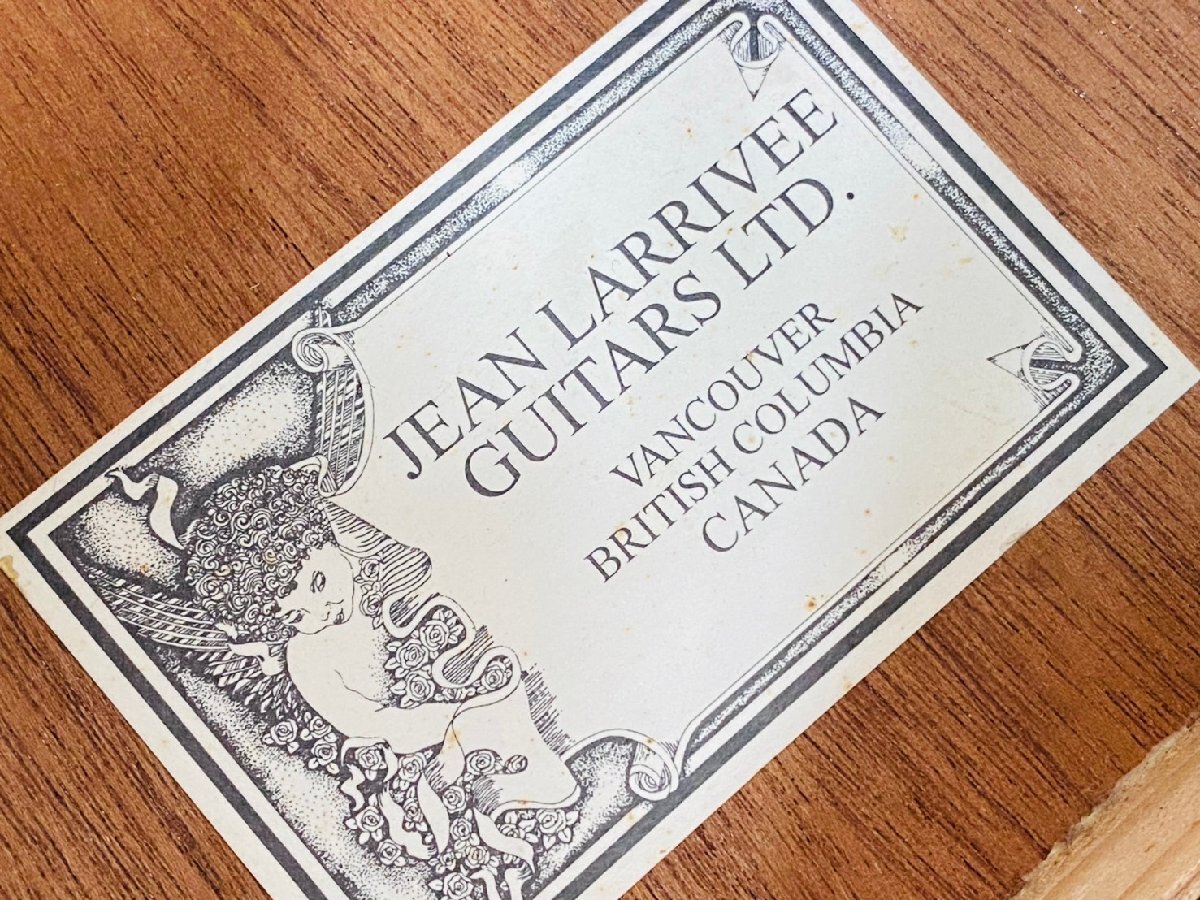 JEAN LARRIVEE
GUITARS LTD.
VANCOUVER
BRITISH COLUMBIA
CANADA